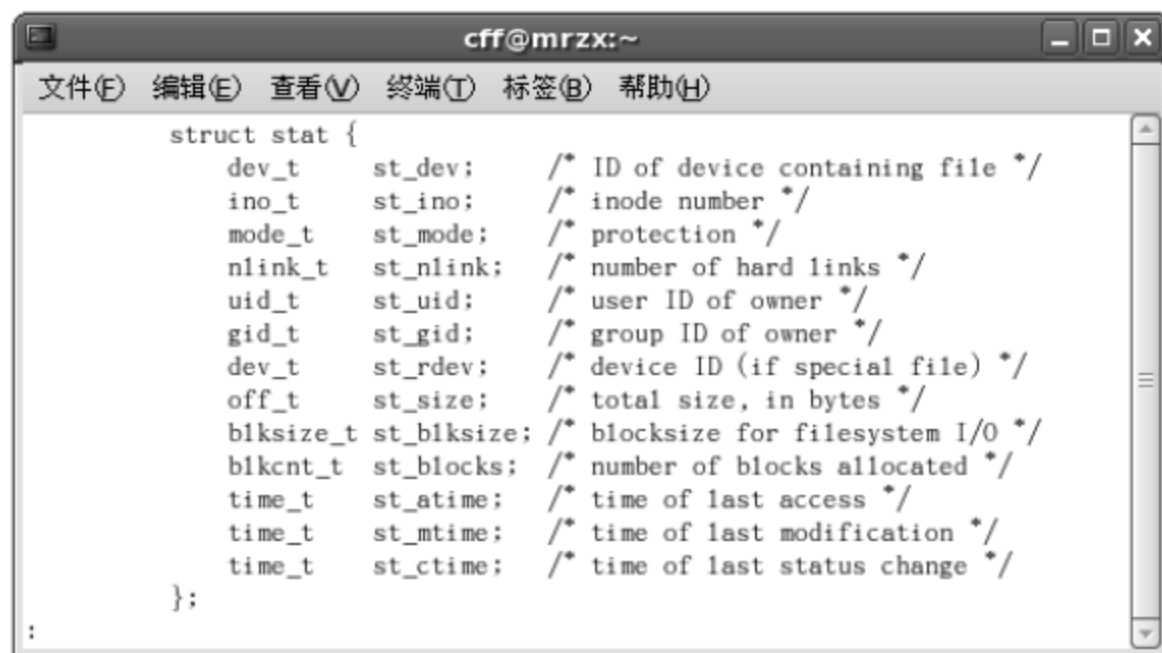 cff@mrzx:~
文件(F) 编辑(E) 查看(V) 终端(T) 标签(B) 帮助(H)
struct stat {
    dev_t     st_dev;     /* ID of device containing file */
    ino_t     st_ino;     /* inode number */
    mode_t    st_mode;    /* protection */
    nlink_t   st_nlink;   /* number of hard links */
    uid_t     st_uid;     /* user ID of owner */
    gid_t     st_gid;     /* group ID of owner */
    dev_t     st_rdev;    /* device ID (if special file) */
    off_t     st_size;    /* total size, in bytes */
    blksize_t st_blksize; /* blocksize for filesystem I/O */
    blkcnt_t  st_blocks;  /* number of blocks allocated */
    time_t    st_atime;   /* time of last access */
    time_t    st_mtime;   /* time of last modification */
    time_t    st_ctime;   /* time of last status change */
};
: